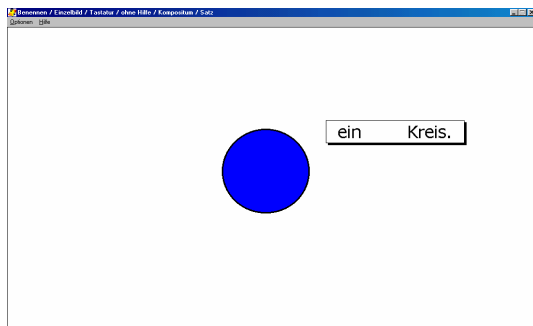 Benennen / Einzelbild / Tastatur / ohne Hilfe / Kompositum / Satz
Optionen Hilfe
ein Kreis.